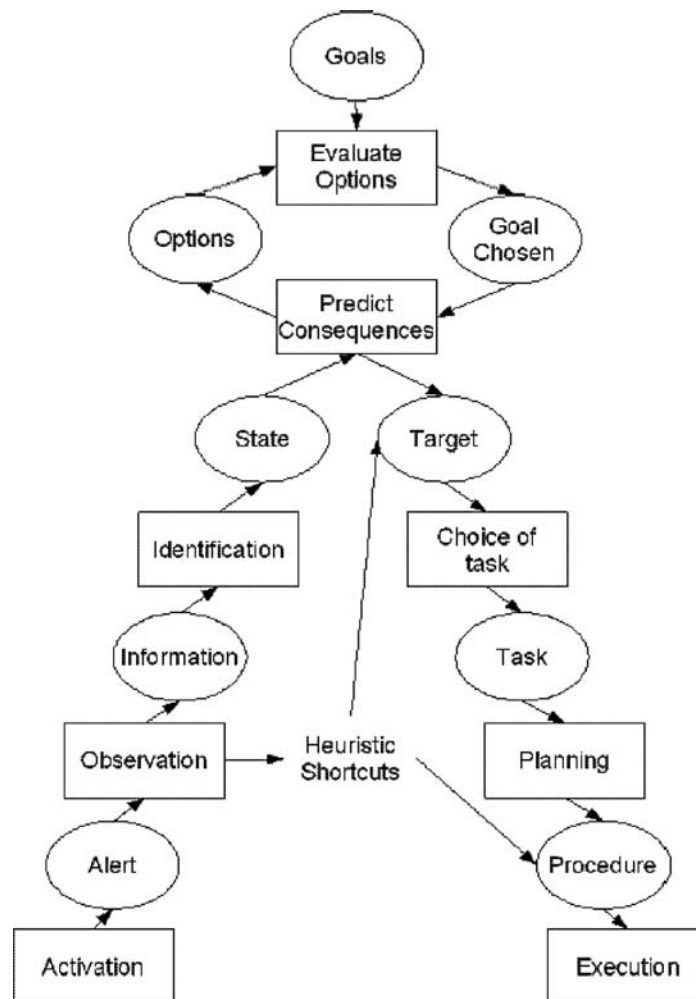 Goals
Evaluate
Options
Options
Goal
Chosen
Predict
Consequences
State
Target
Identification
Choice of
task
Information
Task
Observation
Heuristic
Shortcuts
Planning
Alert
Procedure
Activation
Execution